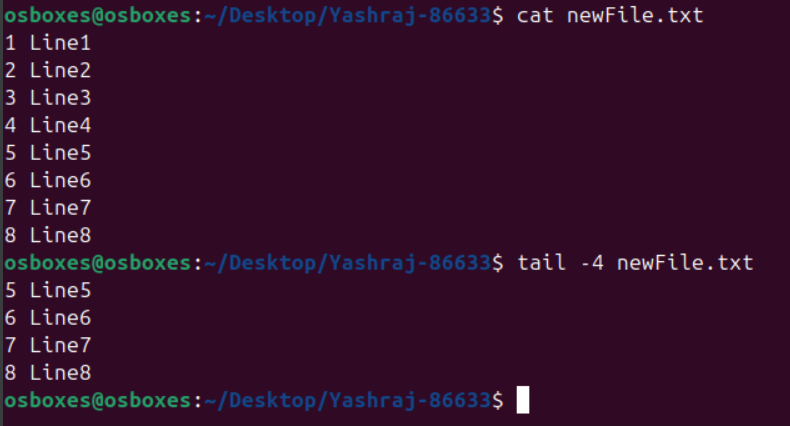 osboxes@osboxes:~/Desktop/Yashraj-86633$ cat newFile.txt
1 Line1
2 Line2
3 Line3
4 Line4
5 Line5
6 Line6
7 Line7
8 Line8
osboxes@osboxes:~/Desktop/Yashraj-86633$ tail -4 newFile.txt
5 Line5
6 Line6
7 Line7
8 Line8
osboxes@osboxes:~/Desktop/Yashraj-86633$